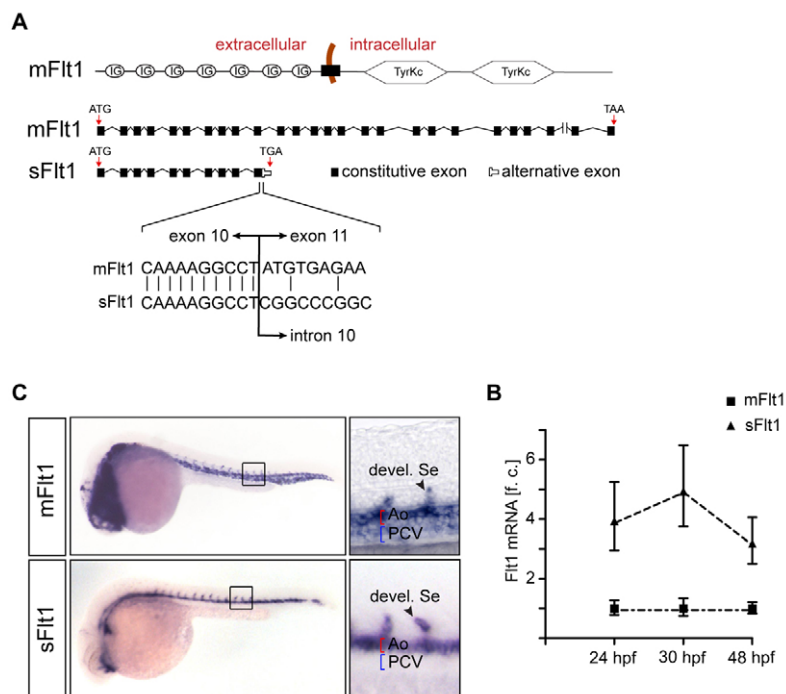 A
extracellular intracellular
mFlt1 IG IG IG IG IG IG IG TyrKc TyrKc
ATG TAA
mFlt1
ATG TGA
sFlt1 constitutive exon alternative exon
exon 10 exon 11
mFlt1 CAAAAGGCCTATGTGAGAA
sFlt1 CAAAAGGCCTCGGCCCGGC
intron 10
C
mFlt1
devel. Se
Ao
PCV
sFlt1
devel. Se
Ao
PCV
B
mFlt1
sFlt1
Flt1 mRNA [f. c.]
6
4
2
24 hpf 30 hpf 48 hpf